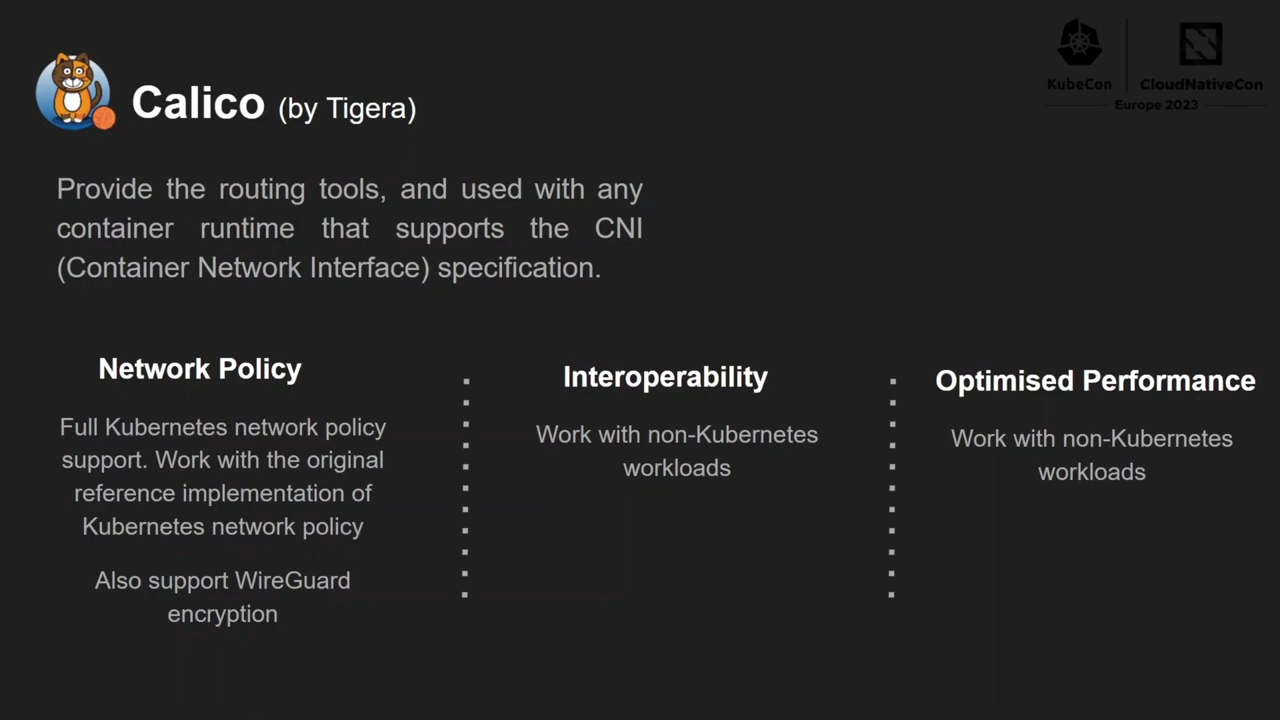 KubeCon
CloudNativeCon
Europe 2023
Calico (by Tigera)
Provide the routing tools, and used with any
container runtime that supports the CNI
(Container Network Interface) specification.
Network Policy
Full Kubernetes network policy
support. Work with the original
reference implementation of
Kubernetes network policy
Also support WireGuard
encryption
Interoperability
Work with non-Kubernetes
workloads
Optimised Performance
Work with non-Kubernetes
workloads